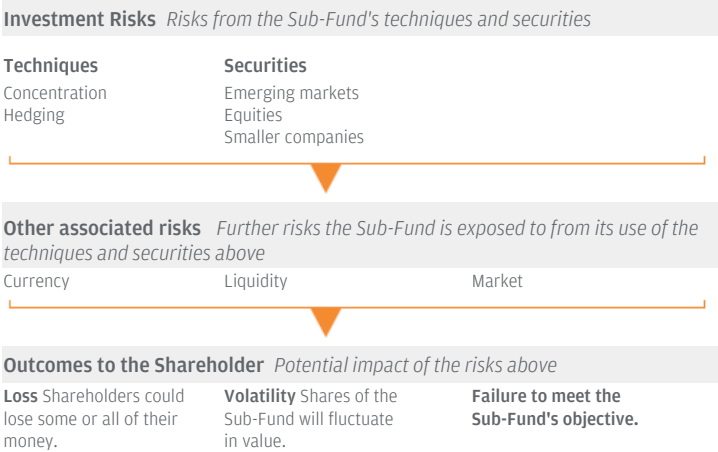 Investment Risks Risks from the Sub-Fund's techniques and securities
Techniques
Concentration
Hedging
Securities
Emerging markets
Equities
Smaller companies
Other associated risks Further risks the Sub-Fund is exposed to from its use of the
techniques and securities above
Currency
Liquidity
Market
Outcomes to the Shareholder Potential impact of the risks above
Loss Shareholders could
lose some or all of their
money.
Volatility Shares of the
Sub-Fund will fluctuate
in value.
Failure to meet the
Sub-Fund's objective.